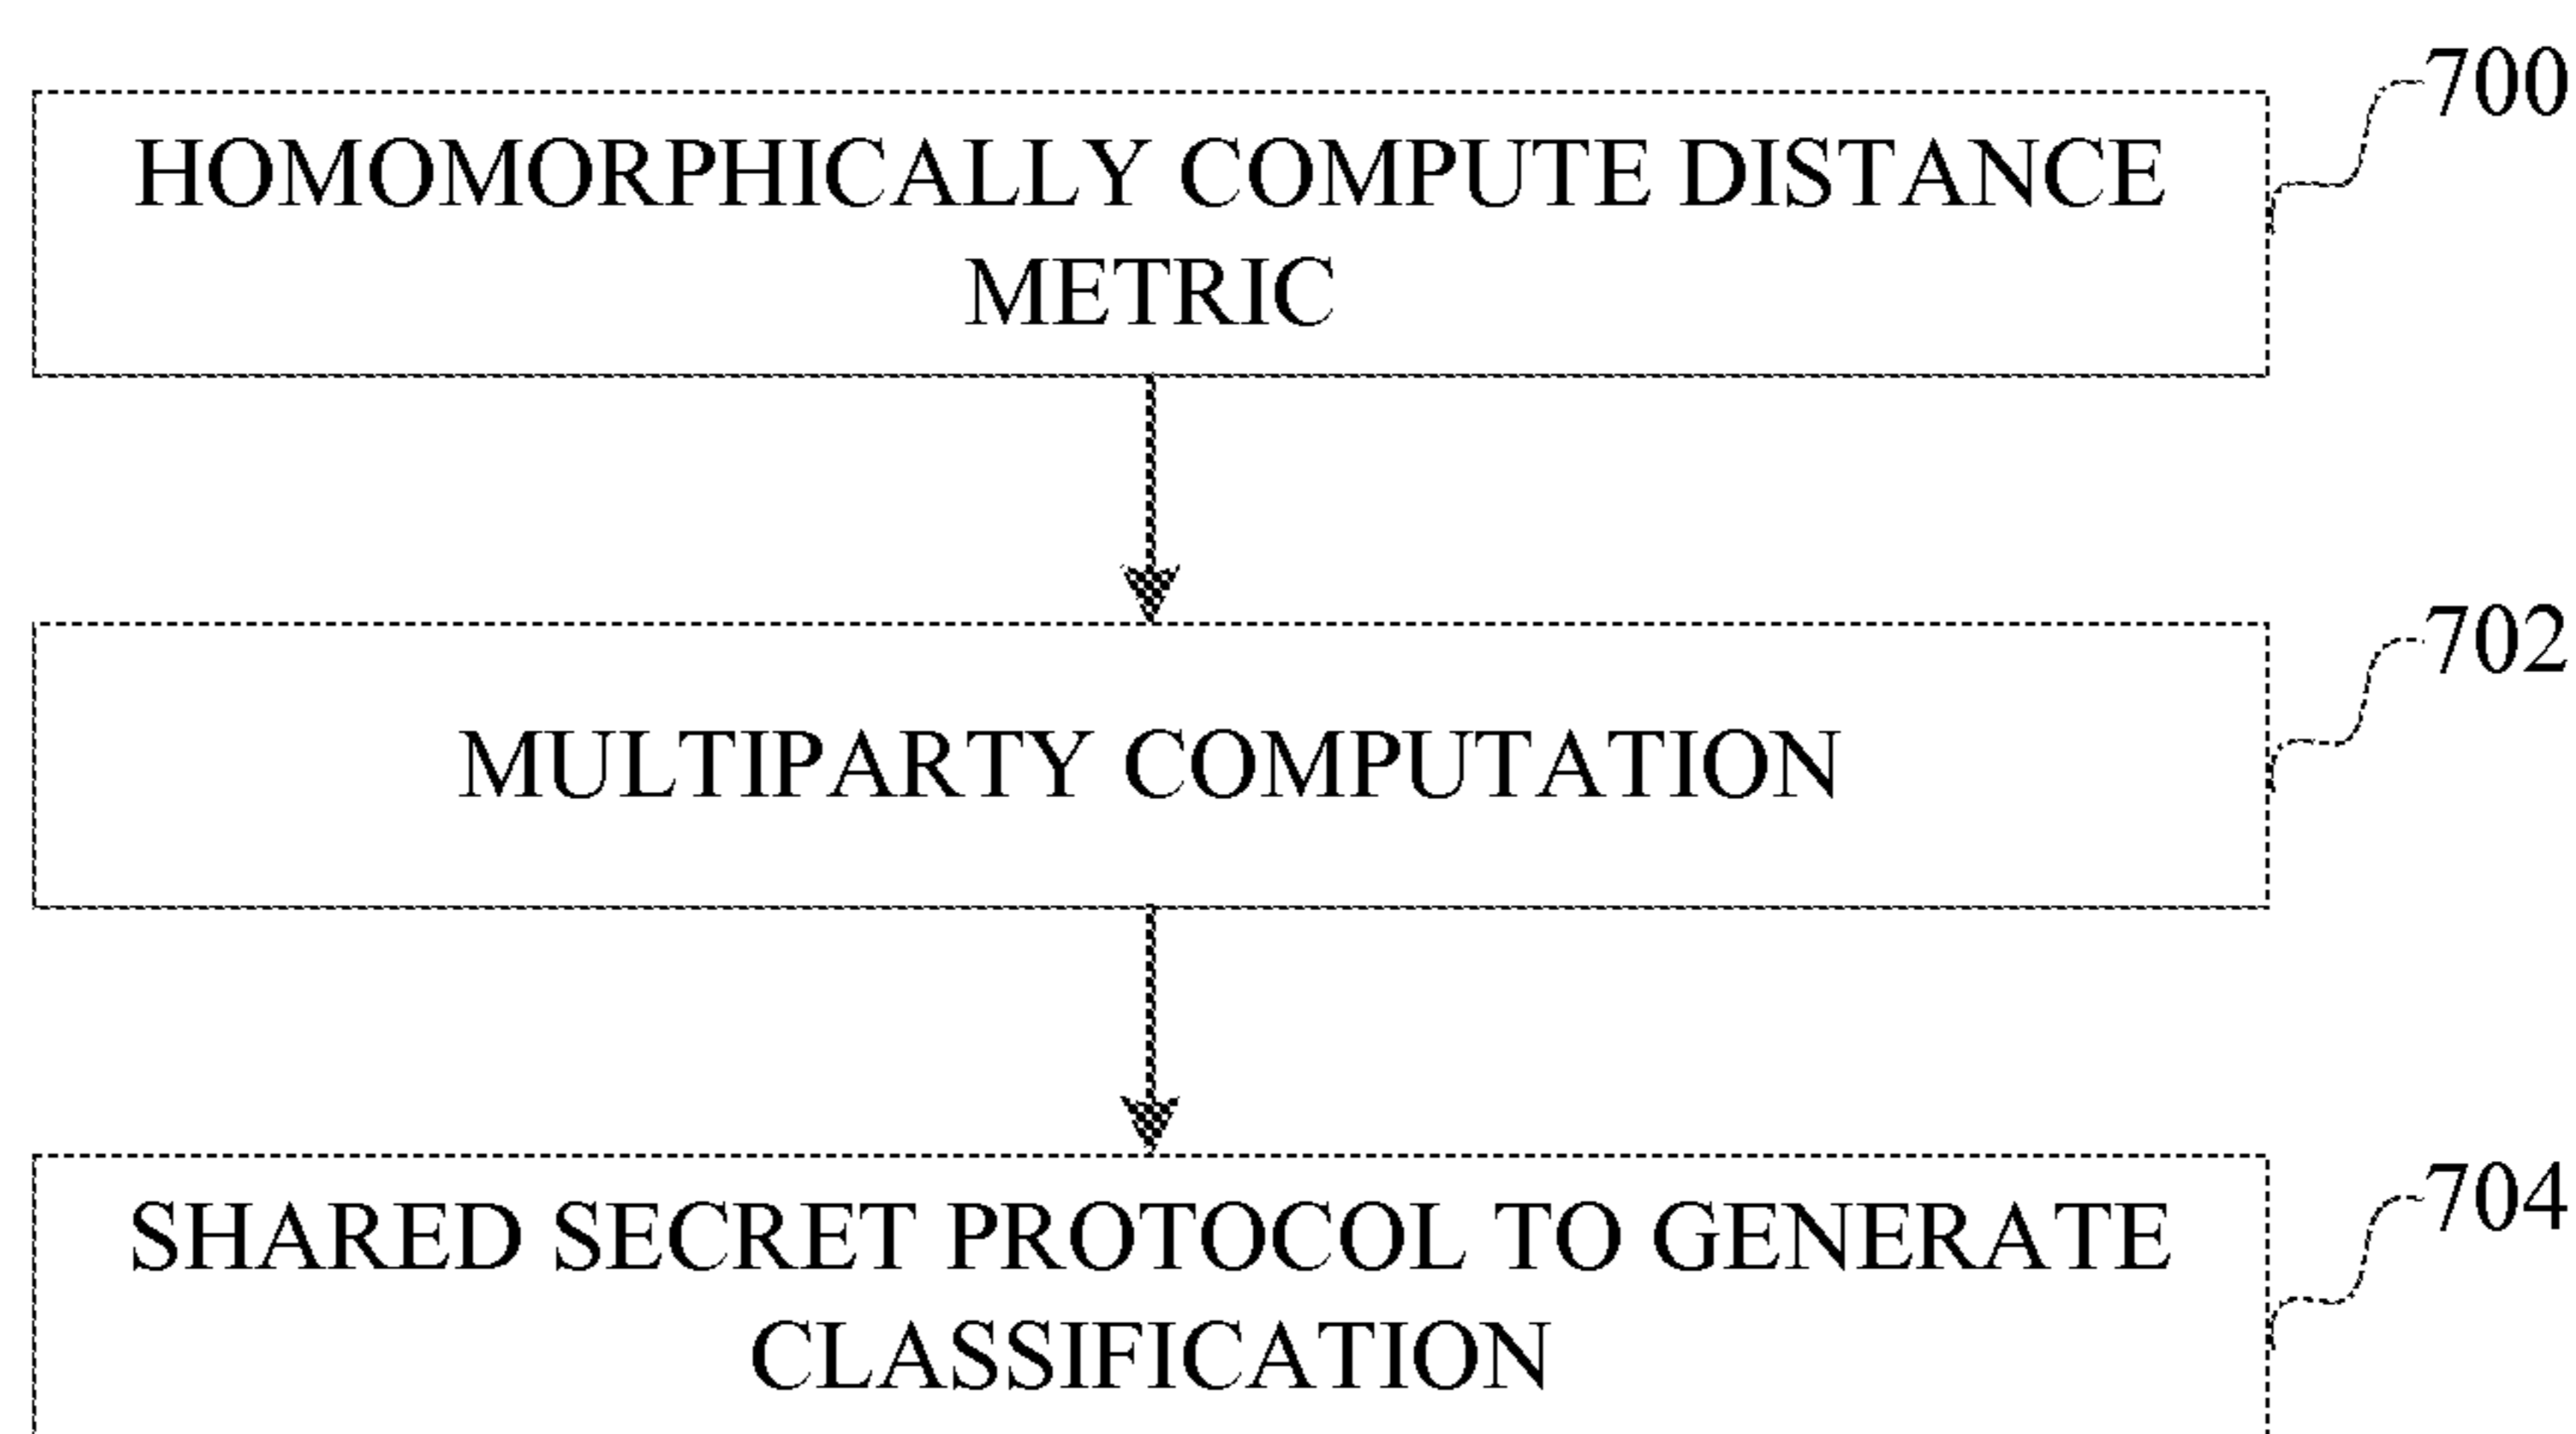 700
HOMOMORPHICALLY COMPUTE DISTANCE
METRIC
702
MULTIPARTY COMPUTATION
704
SHARED SECRET PROTOCOL TO GENERATE
CLASSIFICATION